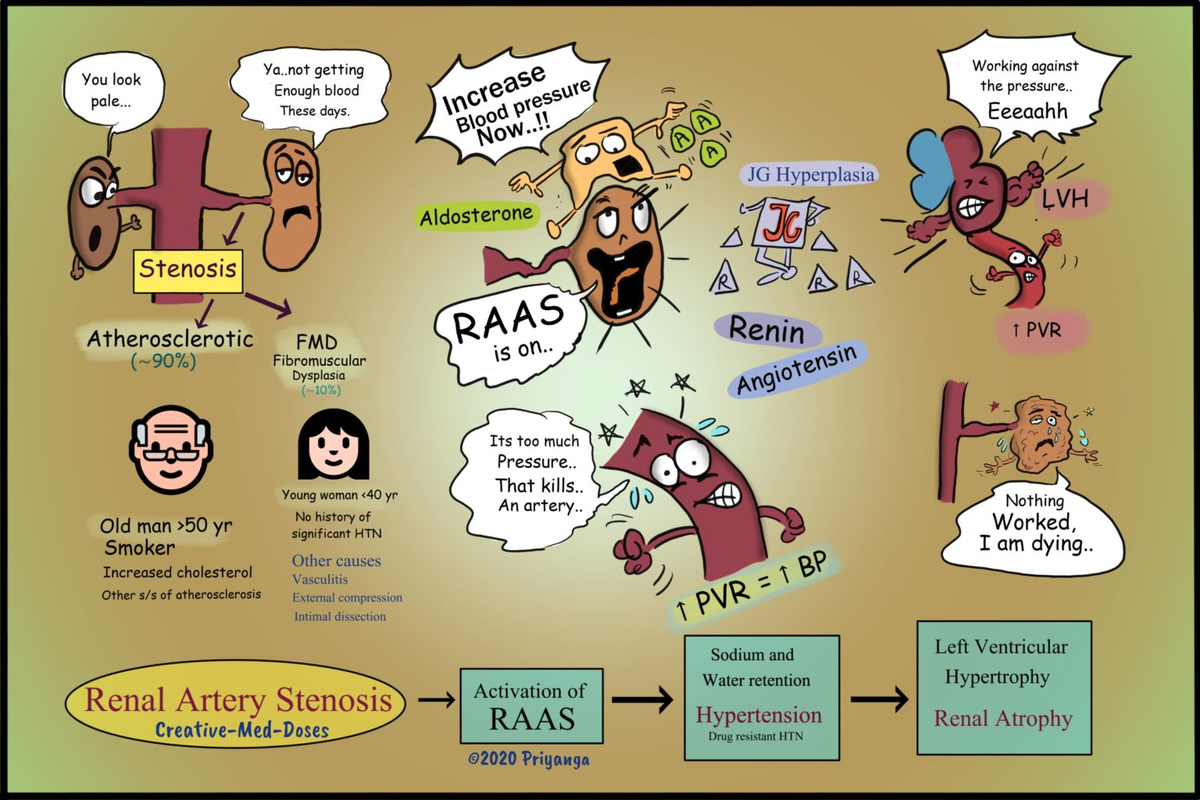 You look
pale...
Ya..not getting
Enough blood
These days.
Stenosis
Atherosclerotic
(~90%)
FMD
Fibromuscular
Dysplasia
(~10%)
Old man >50 yr
Smoker
Increased cholesterol
Other s/s of atherosclerosis
Young woman <40 yr
No history of
significant HTN
Other causes
Vasculitis
External compression
Intimal dissection
Increase
Blood pressure
Now..!!
A
A
A
Aldosterone
RAAS
is on..
JG Hyperplasia
JG
R
R
R
Renin
Angiotensin
Its too much
Pressure..
That kills..
An artery..
↑ PVR = ↑ BP
Working against
the pressure..
Eeeaahh
LVH
↑ PVR
Nothing
Worked,
I am dying..
Renal Artery Stenosis
Creative-Med-Doses
Activation of
RAAS
©2020 Priyanga
Sodium and
Water retention
Hypertension
Drug resistant HTN
Left Ventricular
Hypertrophy
Renal Atrophy